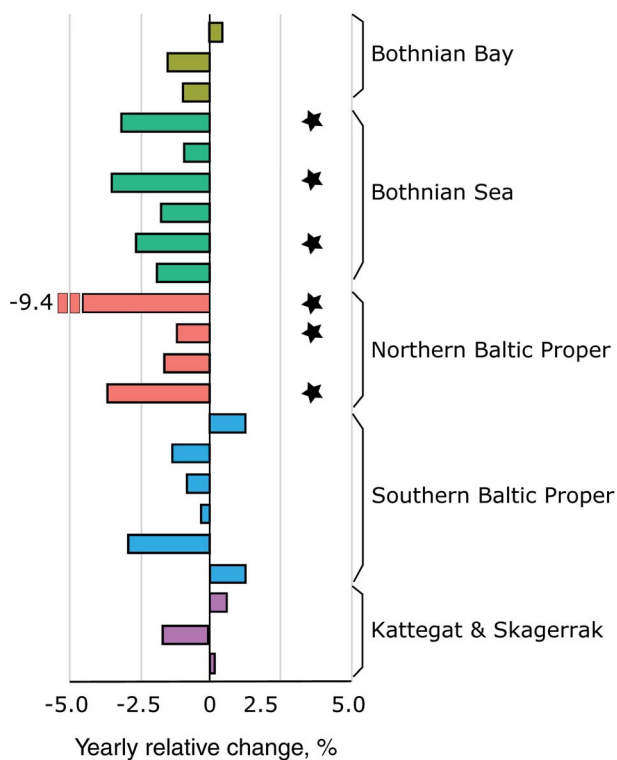 Bothnian Bay
Bothnian Sea
-9.4
Northern Baltic Proper
Southern Baltic Proper
Kattegat & Skagerrak
-5.0 -2.5 0 2.5 5.0
Yearly relative change, %